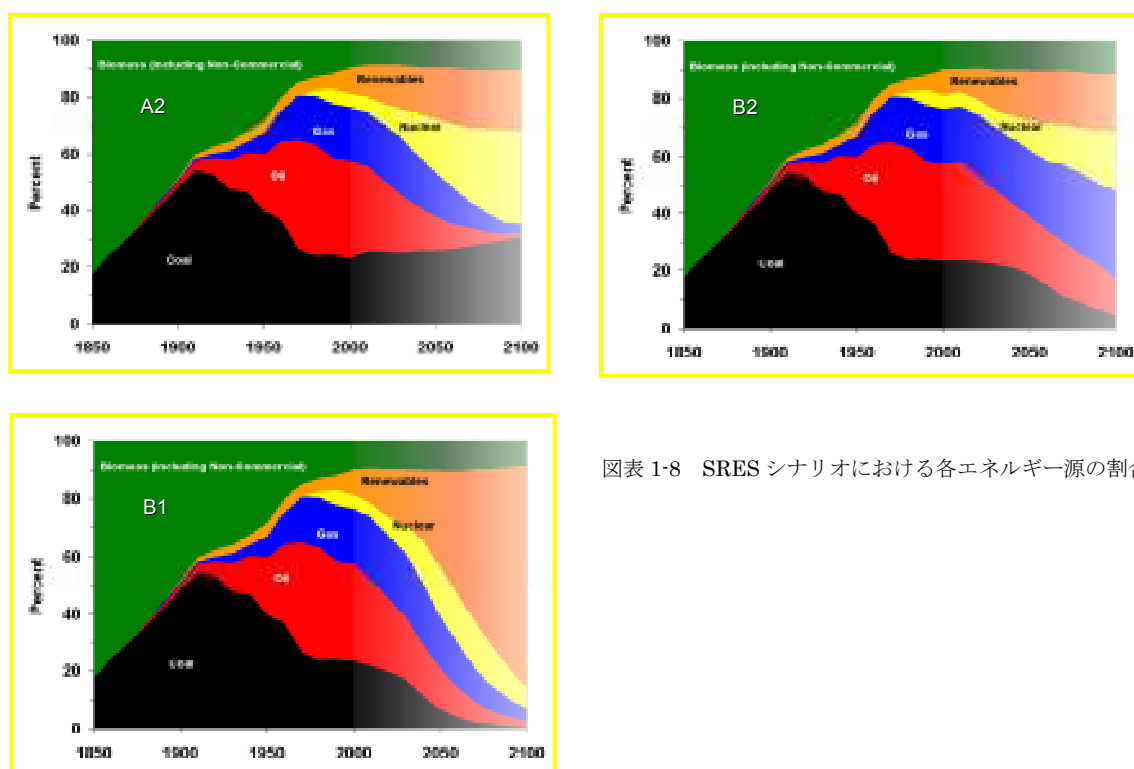 100
80
60
40
20
0
Percent
Biomass (including Non-Commercial)
A2
Renewables
Nuclear
Gas
Oil
Coal
1850 1900 1950 2000 2050 2100
100
80
60
40
20
0
Percent
Biomass (including Non-Commercial)
B2
Renewables
Nuclear
Gas
Oil
Coal
1850 1900 1950 2000 2050 2100
100
80
60
40
20
0
Percent
Biomass (including Non-Commercial)
B1
Renewables
Nuclear
Gas
Oil
Coal
1850 1900 1950 2000 2050 2100
図表 1-8 SRES シナリオにおける各エネルギー源の割